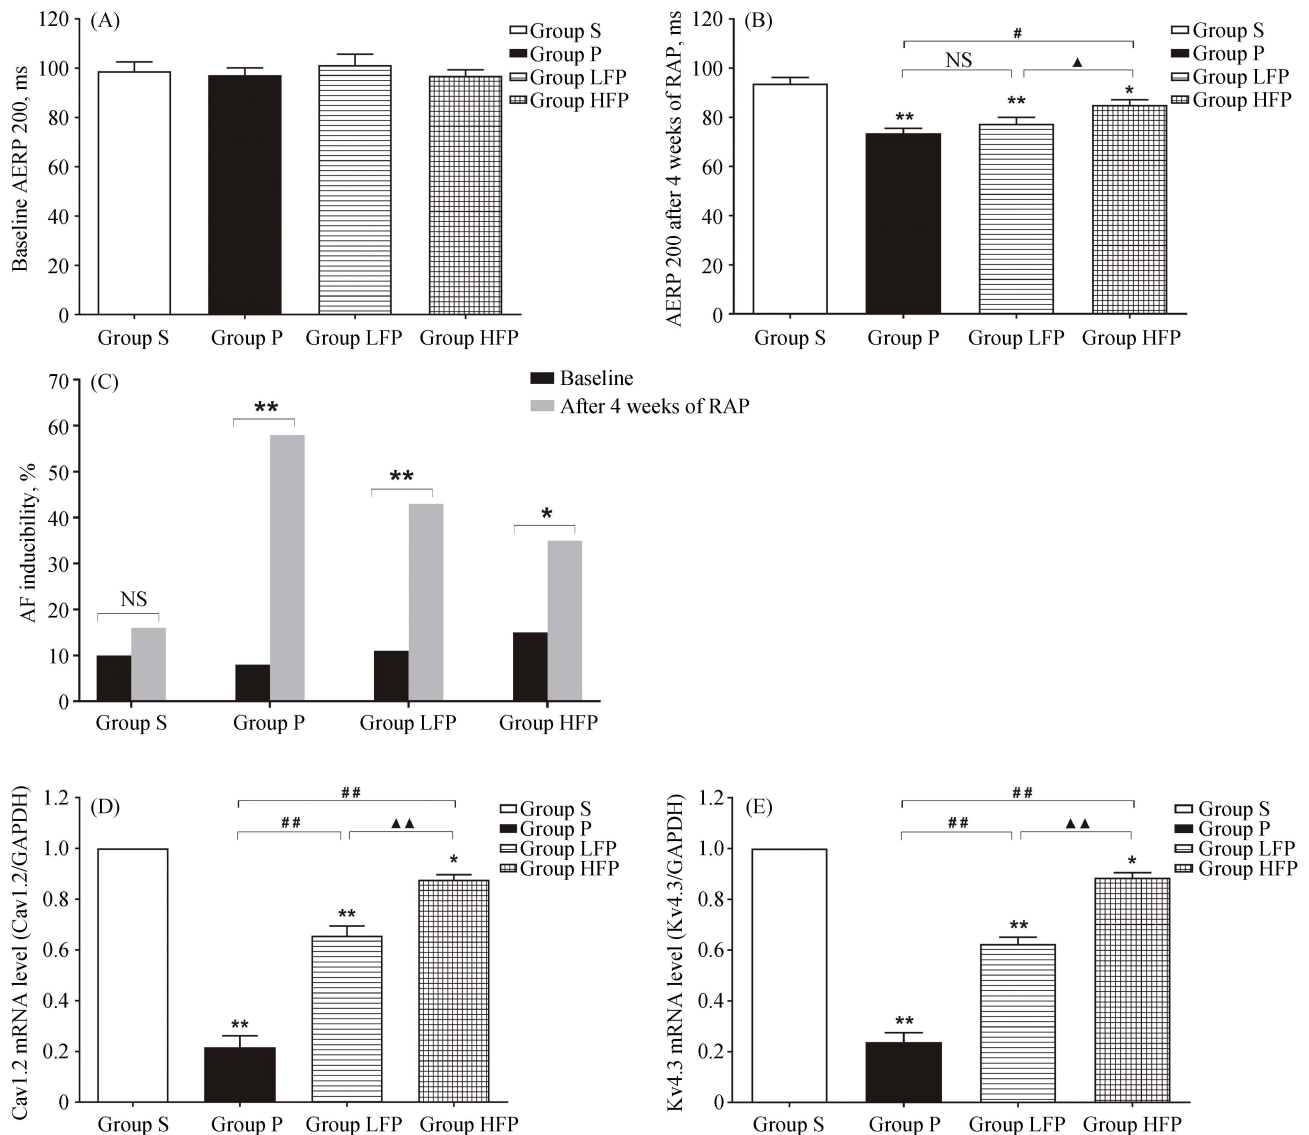 (A)
Baseline AERP 200, ms
120
100
80
60
40
20
0
Group S
Group P
Group LFP
Group HFP
Group S
Group P
Group LFP
Group HFP
(B)
AERP 200 after 4 weeks of RAP, ms
120
100
80
60
40
20
0
#
NS
▲
**
**
*
Group S
Group P
Group LFP
Group HFP
Group S
Group P
Group LFP
Group HFP
(C)
AF inducibility, %
70
60
50
40
30
20
10
0
NS
**
**
*
Baseline
After 4 weeks of RAP
Group S
Group P
Group LFP
Group HFP
(D)
Cav1.2 mRNA level (Cav1.2/GAPDH)
1.2
1.0
0.8
0.6
0.4
0.2
0
##
##
▲▲
**
**
*
Group S
Group P
Group LFP
Group HFP
Group S
Group P
Group LFP
Group HFP
(E)
Kv4.3 mRNA level (Kv4.3/GAPDH)
1.2
1.0
0.8
0.6
0.4
0.2
0
##
##
▲▲
**
**
*
Group S
Group P
Group LFP
Group HFP
Group S
Group P
Group LFP
Group HFP